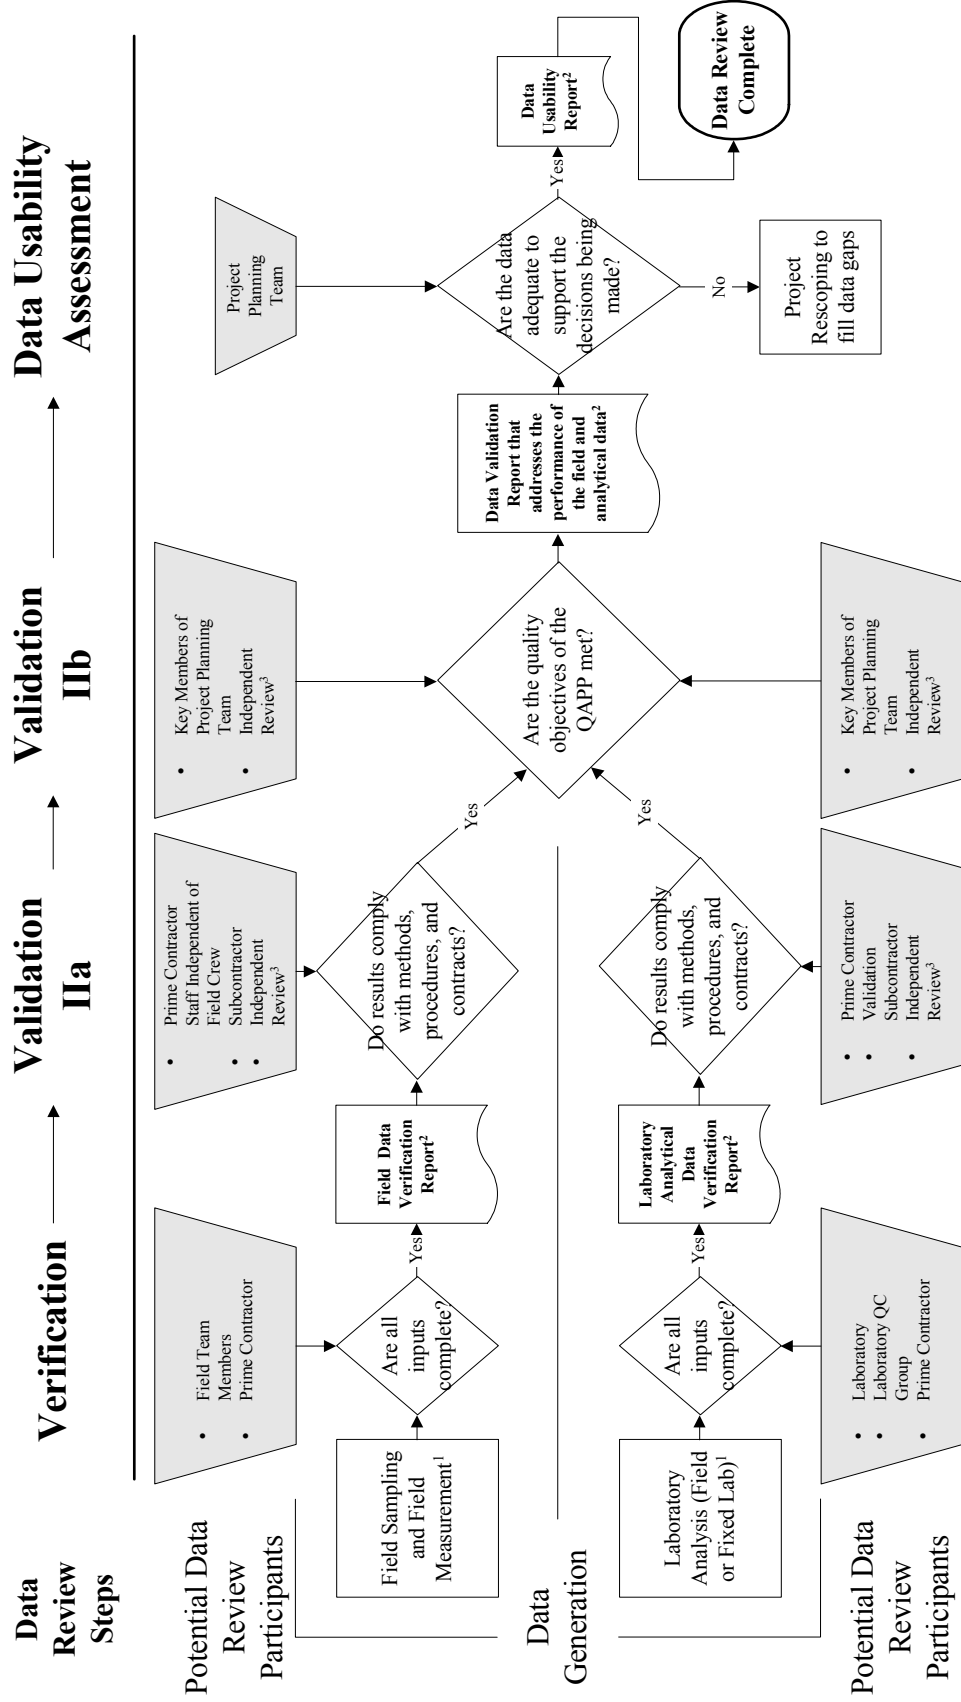 Data
Review
Steps
Verification
Validation
IIa
Validation
IIb
Data Usability
Assessment
Potential Data
Review
Participants
• Field Team
Members
• Prime Contractor
• Prime Contractor
Staff Independent of
Field Crew
• Subcontractor
• Independent
Review³
• Key Members of
Project Planning
Team
• Independent
Review³
Project
Planning
Team
Field Sampling
and Field
Measurement¹
Are all
inputs
complete?
Yes
Field Data
Verification
Report²
Do results comply
with methods,
procedures, and
contracts?
Yes
Data
Generation
Are the quality
objectives of the
QAPP met?
Data Validation
Report that
addresses the
performance of
the field and
analytical data²
Are the data
adequate to
support the
decisions being
made?
Yes
Data
Usability
Report²
Data Review
Complete
No
Project
Rescoping to
fill data gaps
Laboratory
Analysis (Field
or Fixed Lab)¹
Are all
inputs
complete?
Yes
Laboratory
Analytical
Data
Verification
Report²
Do results comply
with methods,
procedures, and
contracts?
Yes
Potential Data
Review
Participants
• Laboratory
• Laboratory QC
Group
• Prime Contractor
• Prime Contractor
• Validation
Subcontractor
• Independent
Review³
• Key Members of
Project Planning
Team
• Independent
Review³